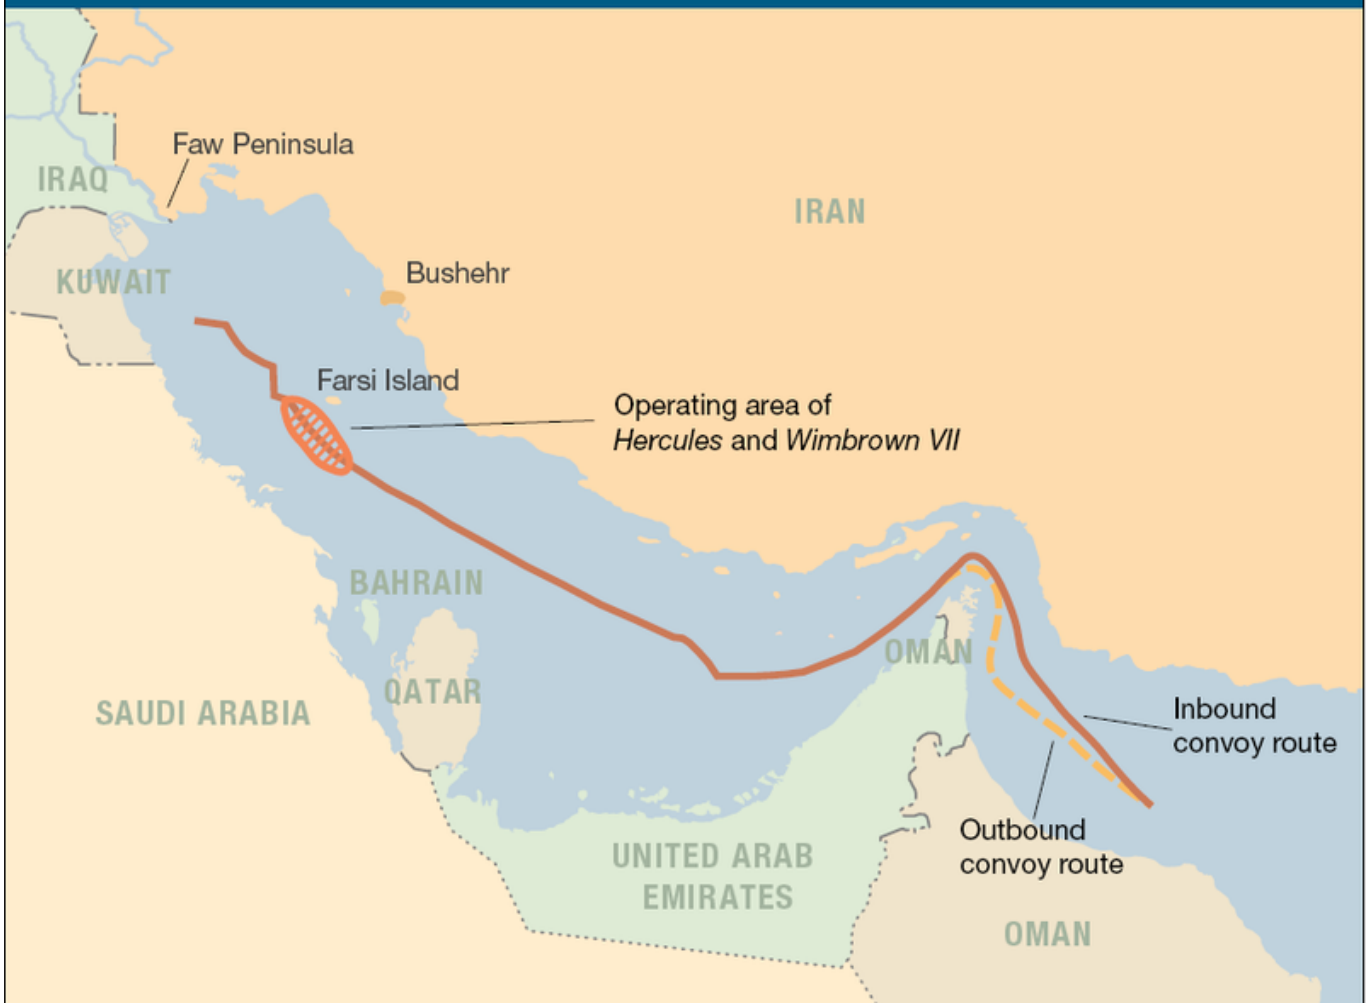 Faw Peninsula
IRAQ
IRAN
KUWAIT
Bushehr
Farsi Island
Operating area of
Hercules and Wimbrown VII
BAHRAIN
OMAN
QATAR
SAUDI ARABIA
Inbound
convoy route
Outbound
convoy route
UNITED ARAB
EMIRATES
OMAN